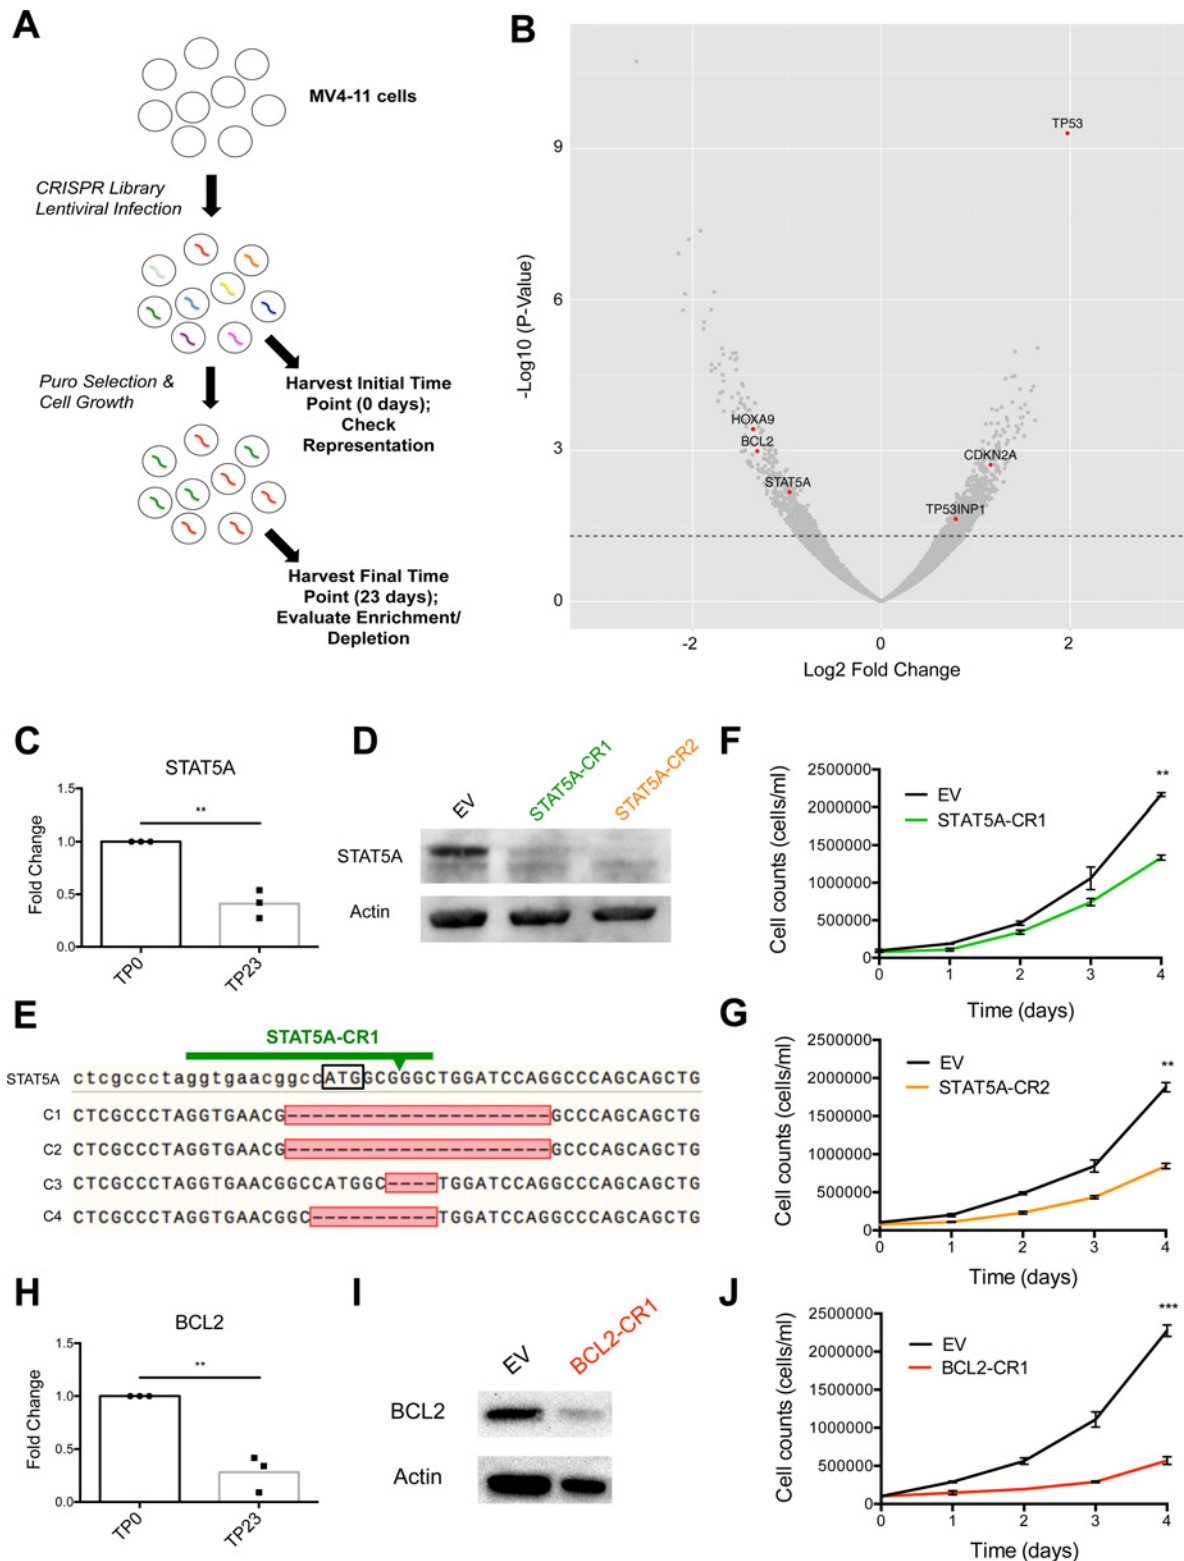 A
MV4-11 cells
CRISPR Library
Lentiviral Infection
Puro Selection &
Cell Growth
Harvest Initial Time
Point (0 days);
Check
Representation
Harvest Final Time
Point (23 days);
Evaluate Enrichment/
Depletion
B
-Log10 (P-Value)
9
6
3
0
TP53
HOXA9
BCL2
STAT5A
CDKN2A
TP53INP1
-2
0
2
Log2 Fold Change
C
STAT5A
Fold Change
1.5
1.0
0.5
0.0
**
TP0
TP23
D
EV
STAT5A-CR1
STAT5A-CR2
STAT5A
Actin
F
Cell counts (cells/ml)
2500000
2000000
1500000
1000000
500000
0
EV
STAT5A-CR1
**
0 1 2 3 4
Time (days)
E
STAT5A-CR1
STAT5A ctcgccctaggtgaacggccATGGCGGGCTGGATCCAGGCCCAGCAGCTG
C1 CTCGCCCTAGGTGAACG---------------------GCCCAGCAGCTG
C2 CTCGCCCTAGGTGAACG---------------------GCCCAGCAGCTG
C3 CTCGCCCTAGGTGAACGGCCATGGC----TGGATCCAGGCCCAGCAGCTG
C4 CTCGCCCTAGGTGAACGGC----------TGGATCCAGGCCCAGCAGCTG
G
Cell counts (cells/ml)
2500000
2000000
1500000
1000000
500000
0
EV
STAT5A-CR2
**
0 1 2 3 4
Time (days)
H
BCL2
Fold Change
1.5
1.0
0.5
0.0
**
TP0
TP23
I
EV
BCL2-CR1
BCL2
Actin
J
Cell counts (cells/ml)
2500000
2000000
1500000
1000000
500000
0
EV
BCL2-CR1
***
0 1 2 3 4
Time (days)